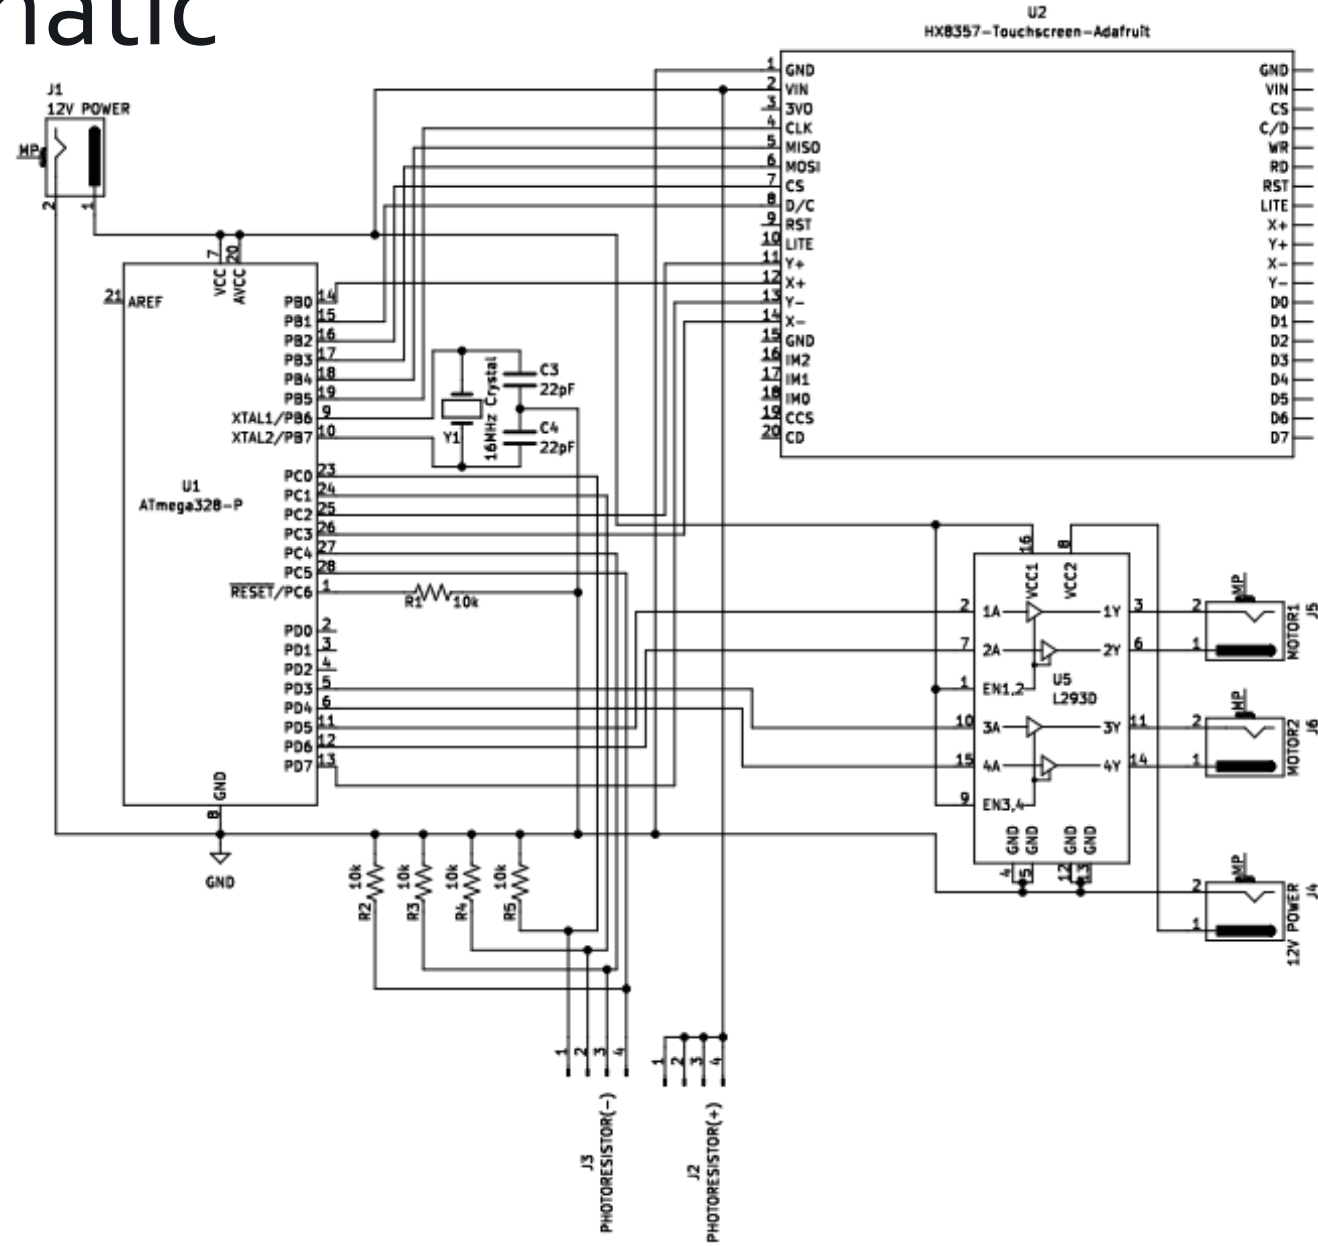 matic
U2
HX8357-Touchscreen-Adafruit
J1
12V POWER
MP
2
1
1 GND
2 VIN
3 3VO
4 CLK
5 MISO
6 MOSI
7 CS
8 D/C
9 RST
10 LITE
11 Y+
12 X+
13 Y-
14 X-
15 GND
16 IM2
17 IM1
18 IM0
19 CCS
20 CD
GND
VIN
CS
C/D
WR
RD
RST
LITE
X+
Y+
X-
Y-
D0
D1
D2
D3
D4
D5
D6
D7
7 VCC
20 AVCC
21 AREF
PB0 14
PB1 15
PB2 16
PB3 17
PB4 18
PB5 19
XTAL1/PB6 9
XTAL2/PB7 10
PC0 23
PC1 24
PC2 25
PC3 26
PC4 27
PC5 28
RESET/PC6 1
PD0 2
PD1 3
PD2 4
PD3 5
PD4 6
PD5 11
PD6 12
PD7 13
U1
ATmega328-P
GND
8
GND
Y1
16MHz Crystal
C3
22pF
C4
22pF
R1 10k
10k
R2
10k
R3
10k
R4
10k
R5
1
2
3
4
J3
PHOTORESISTOR(-)
1
2
3
4
J2
PHOTORESISTOR(+)
16 VCC1
8 VCC2
2 1A
7 2A
1 EN1,2
10 3A
15 4A
9 EN3,4
1Y 3
2Y 6
3Y 11
4Y 14
U5
L293D
GND
GND
GND
GND
4
5
12
13
MP
2
1
MOTOR1
J5
MP
2
1
MOTOR2
J6
MP
2
1
12V POWER
J4